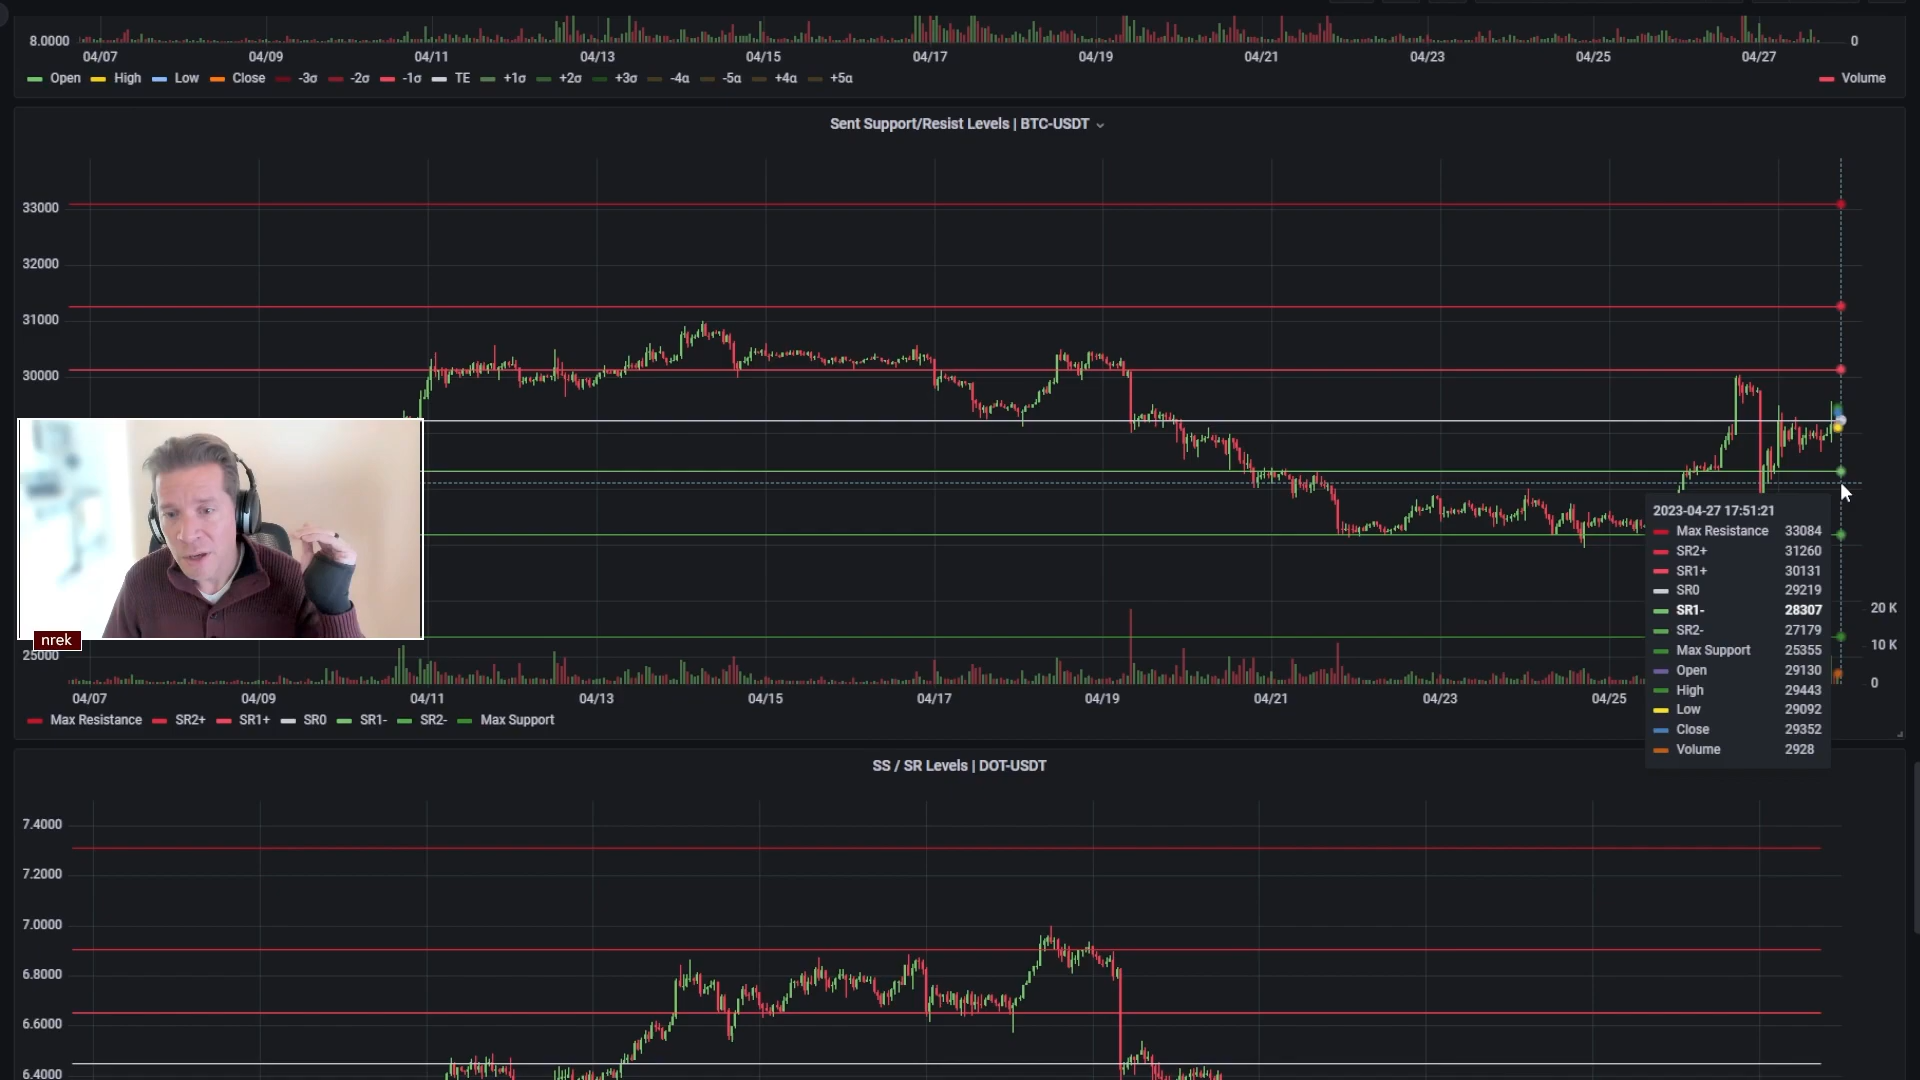 8.0000
0
04/07 04/09 04/11 04/13 04/15 04/17 04/19 04/21 04/23 04/25 04/27
Open High Low Close -3σ -2σ -1σ TE +1σ +2σ +3σ -4α -5α +4α +5α Volume
Sent Support/Resist Levels | BTC-USDT
33000
32000
31000
30000
nrek
25000
20 K
10 K
0
04/07 04/09 04/11 04/13 04/15 04/17 04/19 04/21 04/23 04/25
Max Resistance SR2+ SR1+ SR0 SR1- SR2- Max Support
2023-04-27 17:51:21
Max Resistance 33084
SR2+ 31260
SR1+ 30131
SR0 29219
SR1- 28307
SR2- 27179
Max Support 25355
Open 29130
High 29443
Low 29092
Close 29352
Volume 2928
SS / SR Levels | DOT-USDT
7.4000
7.2000
7.0000
6.8000
6.6000
6.4000